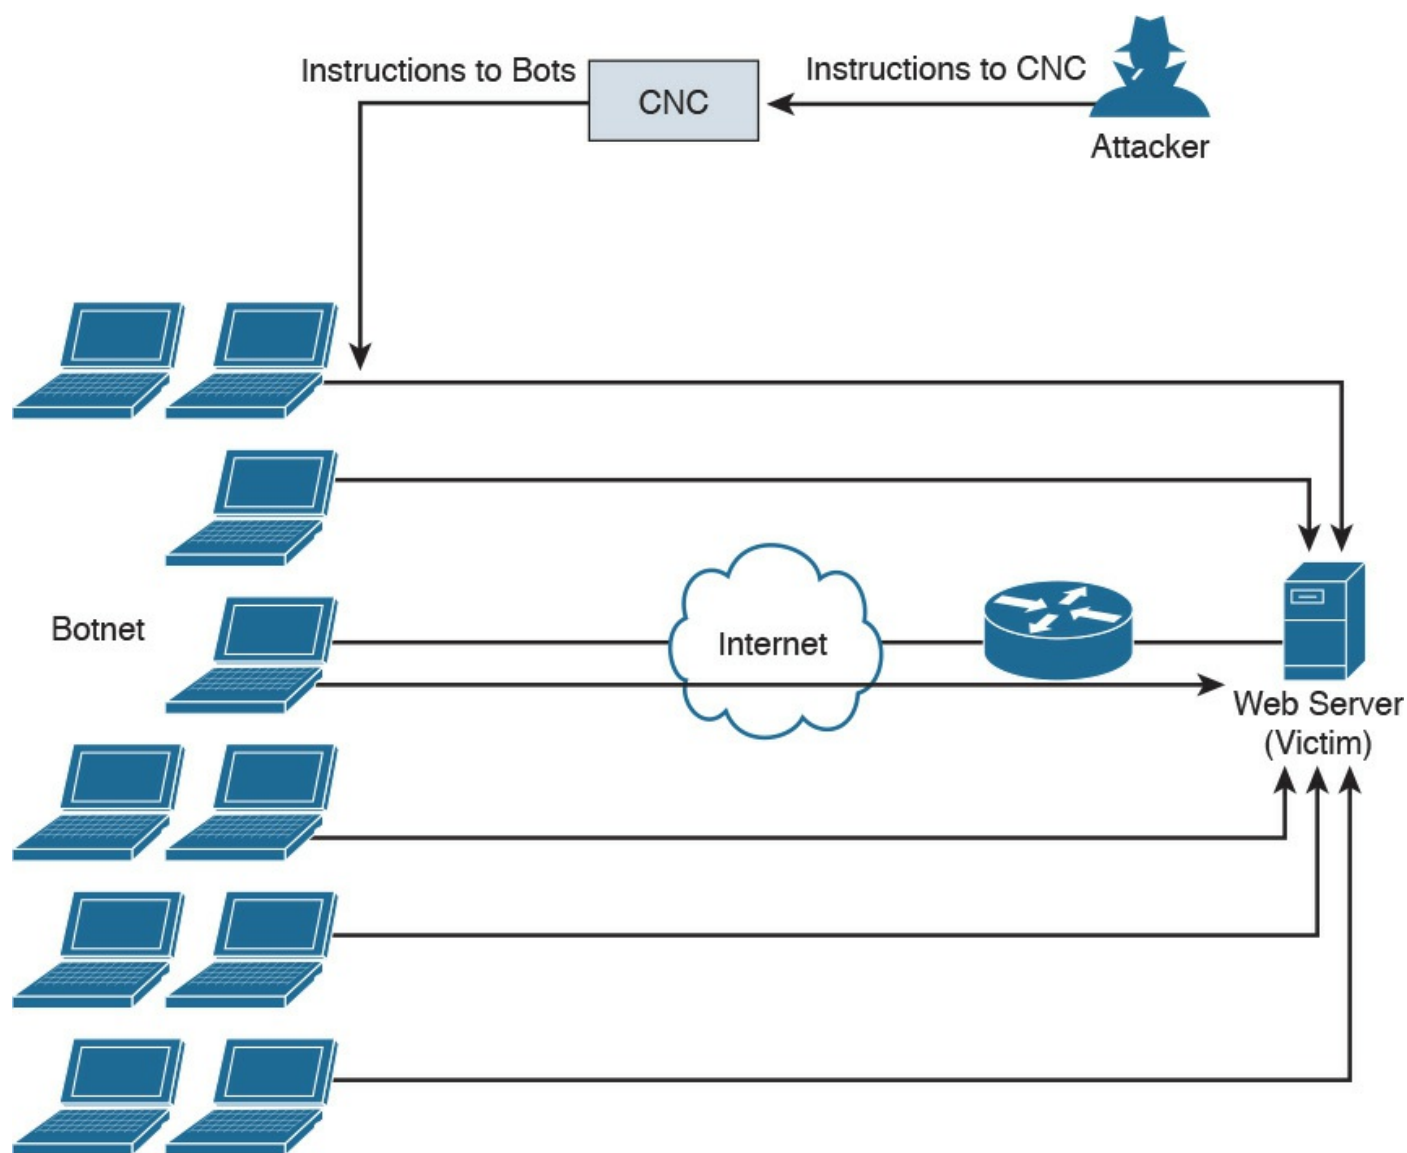 Instructions to Bots
CNC
Instructions to CNC
Attacker
Botnet
Internet
Web Server
(Victim)